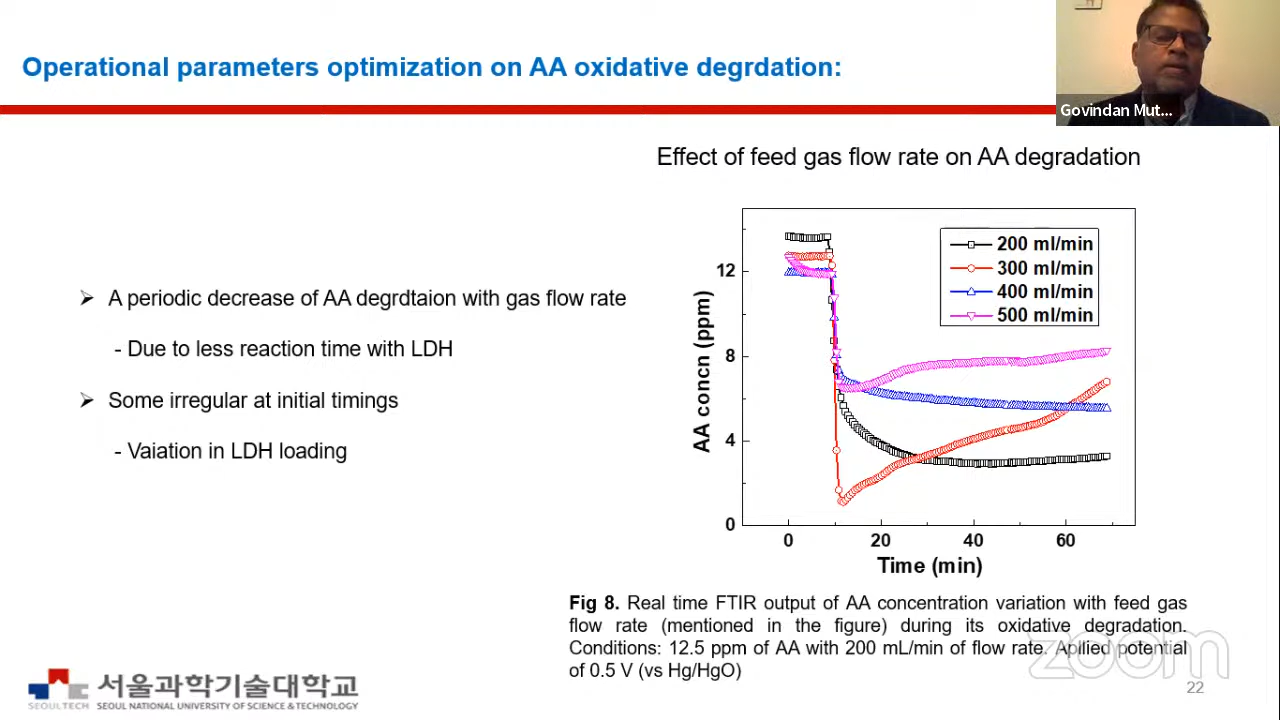 Operational parameters optimization on AA oxidative degrdation:
Govindan Mut...
Effect of feed gas flow rate on AA degradation
➢ A periodic decrease of AA degrdtaion with gas flow rate
- Due to less reaction time with LDH
➢ Some irregular at initial timings
- Vaiation in LDH loading
AA concn (ppm)
12
8
4
0
200 ml/min
300 ml/min
400 ml/min
500 ml/min
0 20 40 60
Time (min)
Fig 8. Real time FTIR output of AA concentration variation with feed gas
flow rate (mentioned in the figure) during its oxidative degradation.
Conditions: 12.5 ppm of AA with 200 mL/min of flow rate. Apllied potential
of 0.5 V (vs Hg/HgO)
zoom
22
SEOULTECH
서울과학기술대학교
SEOUL NATIONAL UNIVERSITY OF SCIENCE & TECHNOLOGY